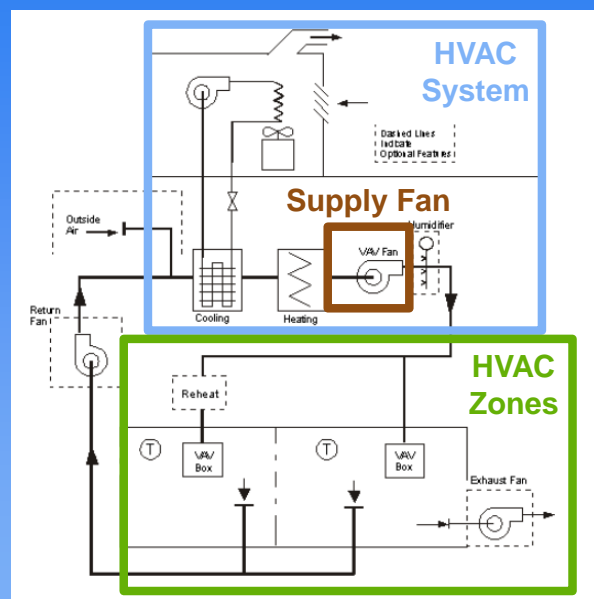 HVAC
System
Dashed Lines
Indicate
Optional Features
Supply Fan
Outside
Air
Humidifier
VAV Fan
Cooling
Heating
Return
Fan
HVAC
Zones
Reheat
T
VAV
Box
T
VAV
Box
Exhaust Fan